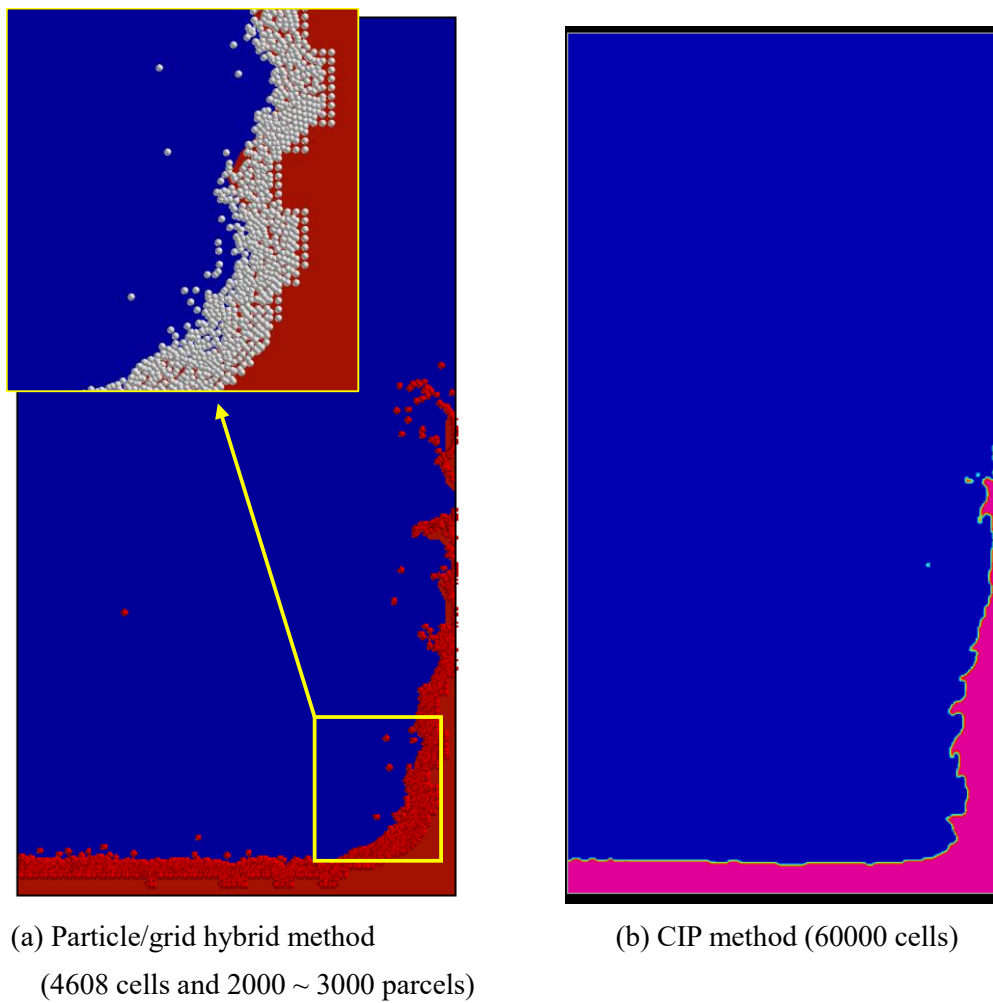 (a) Particle/grid hybrid method
(4608 cells and 2000 ~ 3000 parcels)
(b) CIP method (60000 cells)